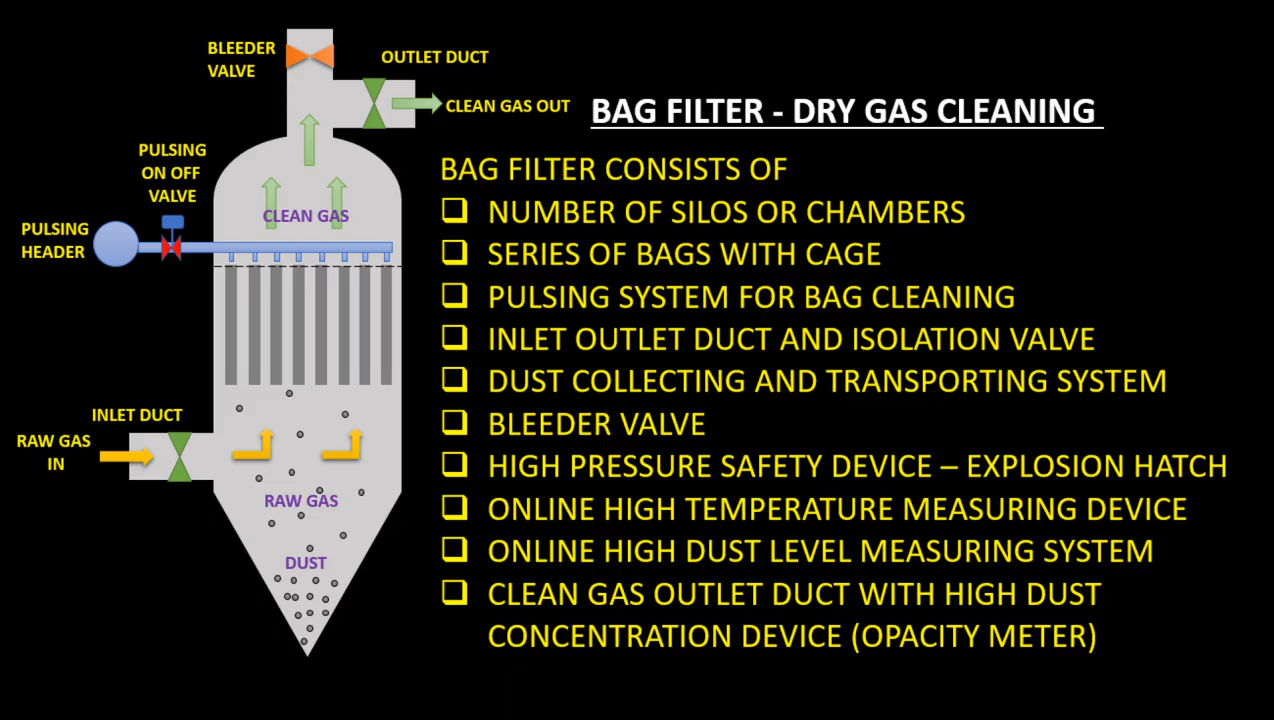 BLEEDER
VALVE
OUTLET DUCT
CLEAN GAS OUT
PULSING
ON OFF
VALVE
CLEAN GAS
PULSING
HEADER
INLET DUCT
RAW GAS
IN
RAW GAS
DUST
BAG FILTER - DRY GAS CLEANING
BAG FILTER CONSISTS OF
NUMBER OF SILOS OR CHAMBERS
SERIES OF BAGS WITH CAGE
PULSING SYSTEM FOR BAG CLEANING
INLET OUTLET DUCT AND ISOLATION VALVE
DUST COLLECTING AND TRANSPORTING SYSTEM
BLEEDER VALVE
HIGH PRESSURE SAFETY DEVICE – EXPLOSION HATCH
ONLINE HIGH TEMPERATURE MEASURING DEVICE
ONLINE HIGH DUST LEVEL MEASURING SYSTEM
CLEAN GAS OUTLET DUCT WITH HIGH DUST
CONCENTRATION DEVICE (OPACITY METER)